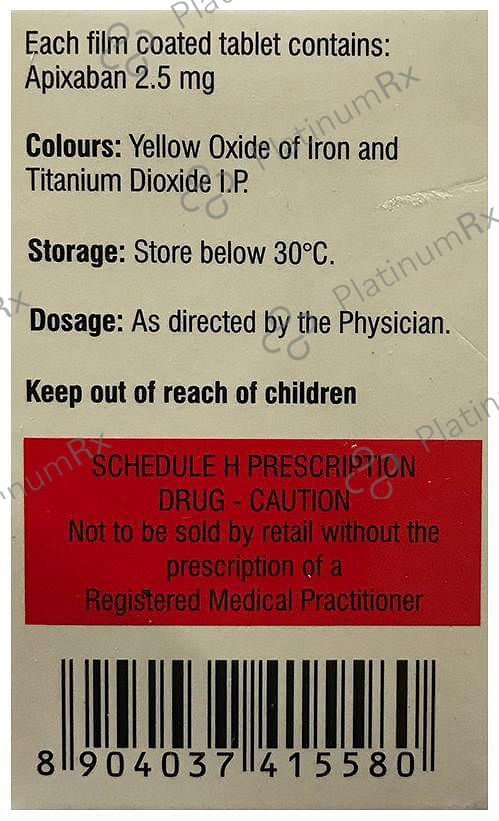 Each film coated tablet contains:
Apixaban 2.5 mg
Colours: Yellow Oxide of Iron and
Titanium Dioxide I.P.
Storage: Store below 30°C.
Dosage: As directed by the Physician.
Keep out of reach of children
SCHEDULE H PRESCRIPTION
DRUG - CAUTION
Not to be sold by retail without the
prescription of a
Registered Medical Practitioner
8 904037 415580
PlatinumRx
PlatinumRx